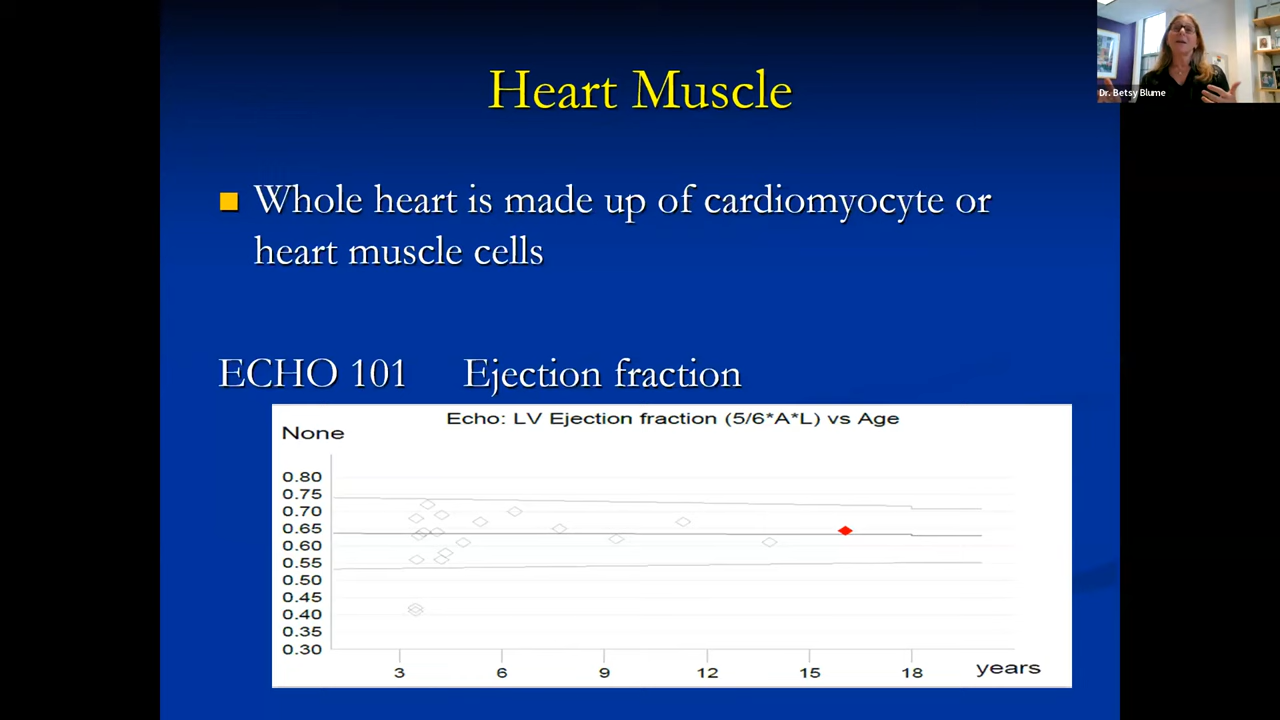 Heart Muscle
Dr. Betsy Blume
Whole heart is made up of cardiomyocyte or
heart muscle cells
ECHO 101 Ejection fraction
Echo: LV Ejection fraction (5/6*A*L) vs Age
None
0.80
0.75
0.70
0.65
0.60
0.55
0.50
0.45
0.40
0.35
0.30
3 6 9 12 15 18 years